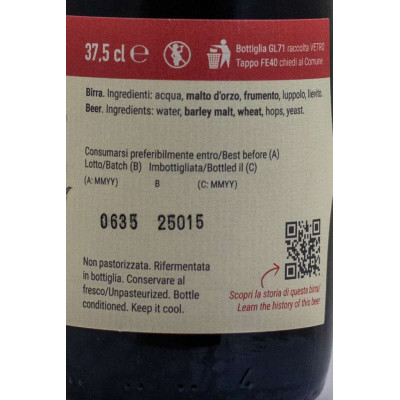 37,5 cl e
Bottiglia GL71 raccolta VETRO
Tappo FE40 chiedi al Comune
Birra. Ingredienti: acqua, malto d'orzo, frumento, luppolo, lievito.
Beer. Ingredients: water, barley malt, wheat, hops, yeast.
Consumarsi preferibilmente entro/Best before (A)
Lotto/Batch (B) Imbottigliata/Bottled il (C)
(A: MMYY) B (C: MMYY)
0635 25015
Non pastorizzata. Rifermentata
in bottiglia. Conservare al
fresco/Unpasteurized. Bottle
conditioned. Keep it cool.
Scopri la storia di questa birra!
Learn the history of this beer